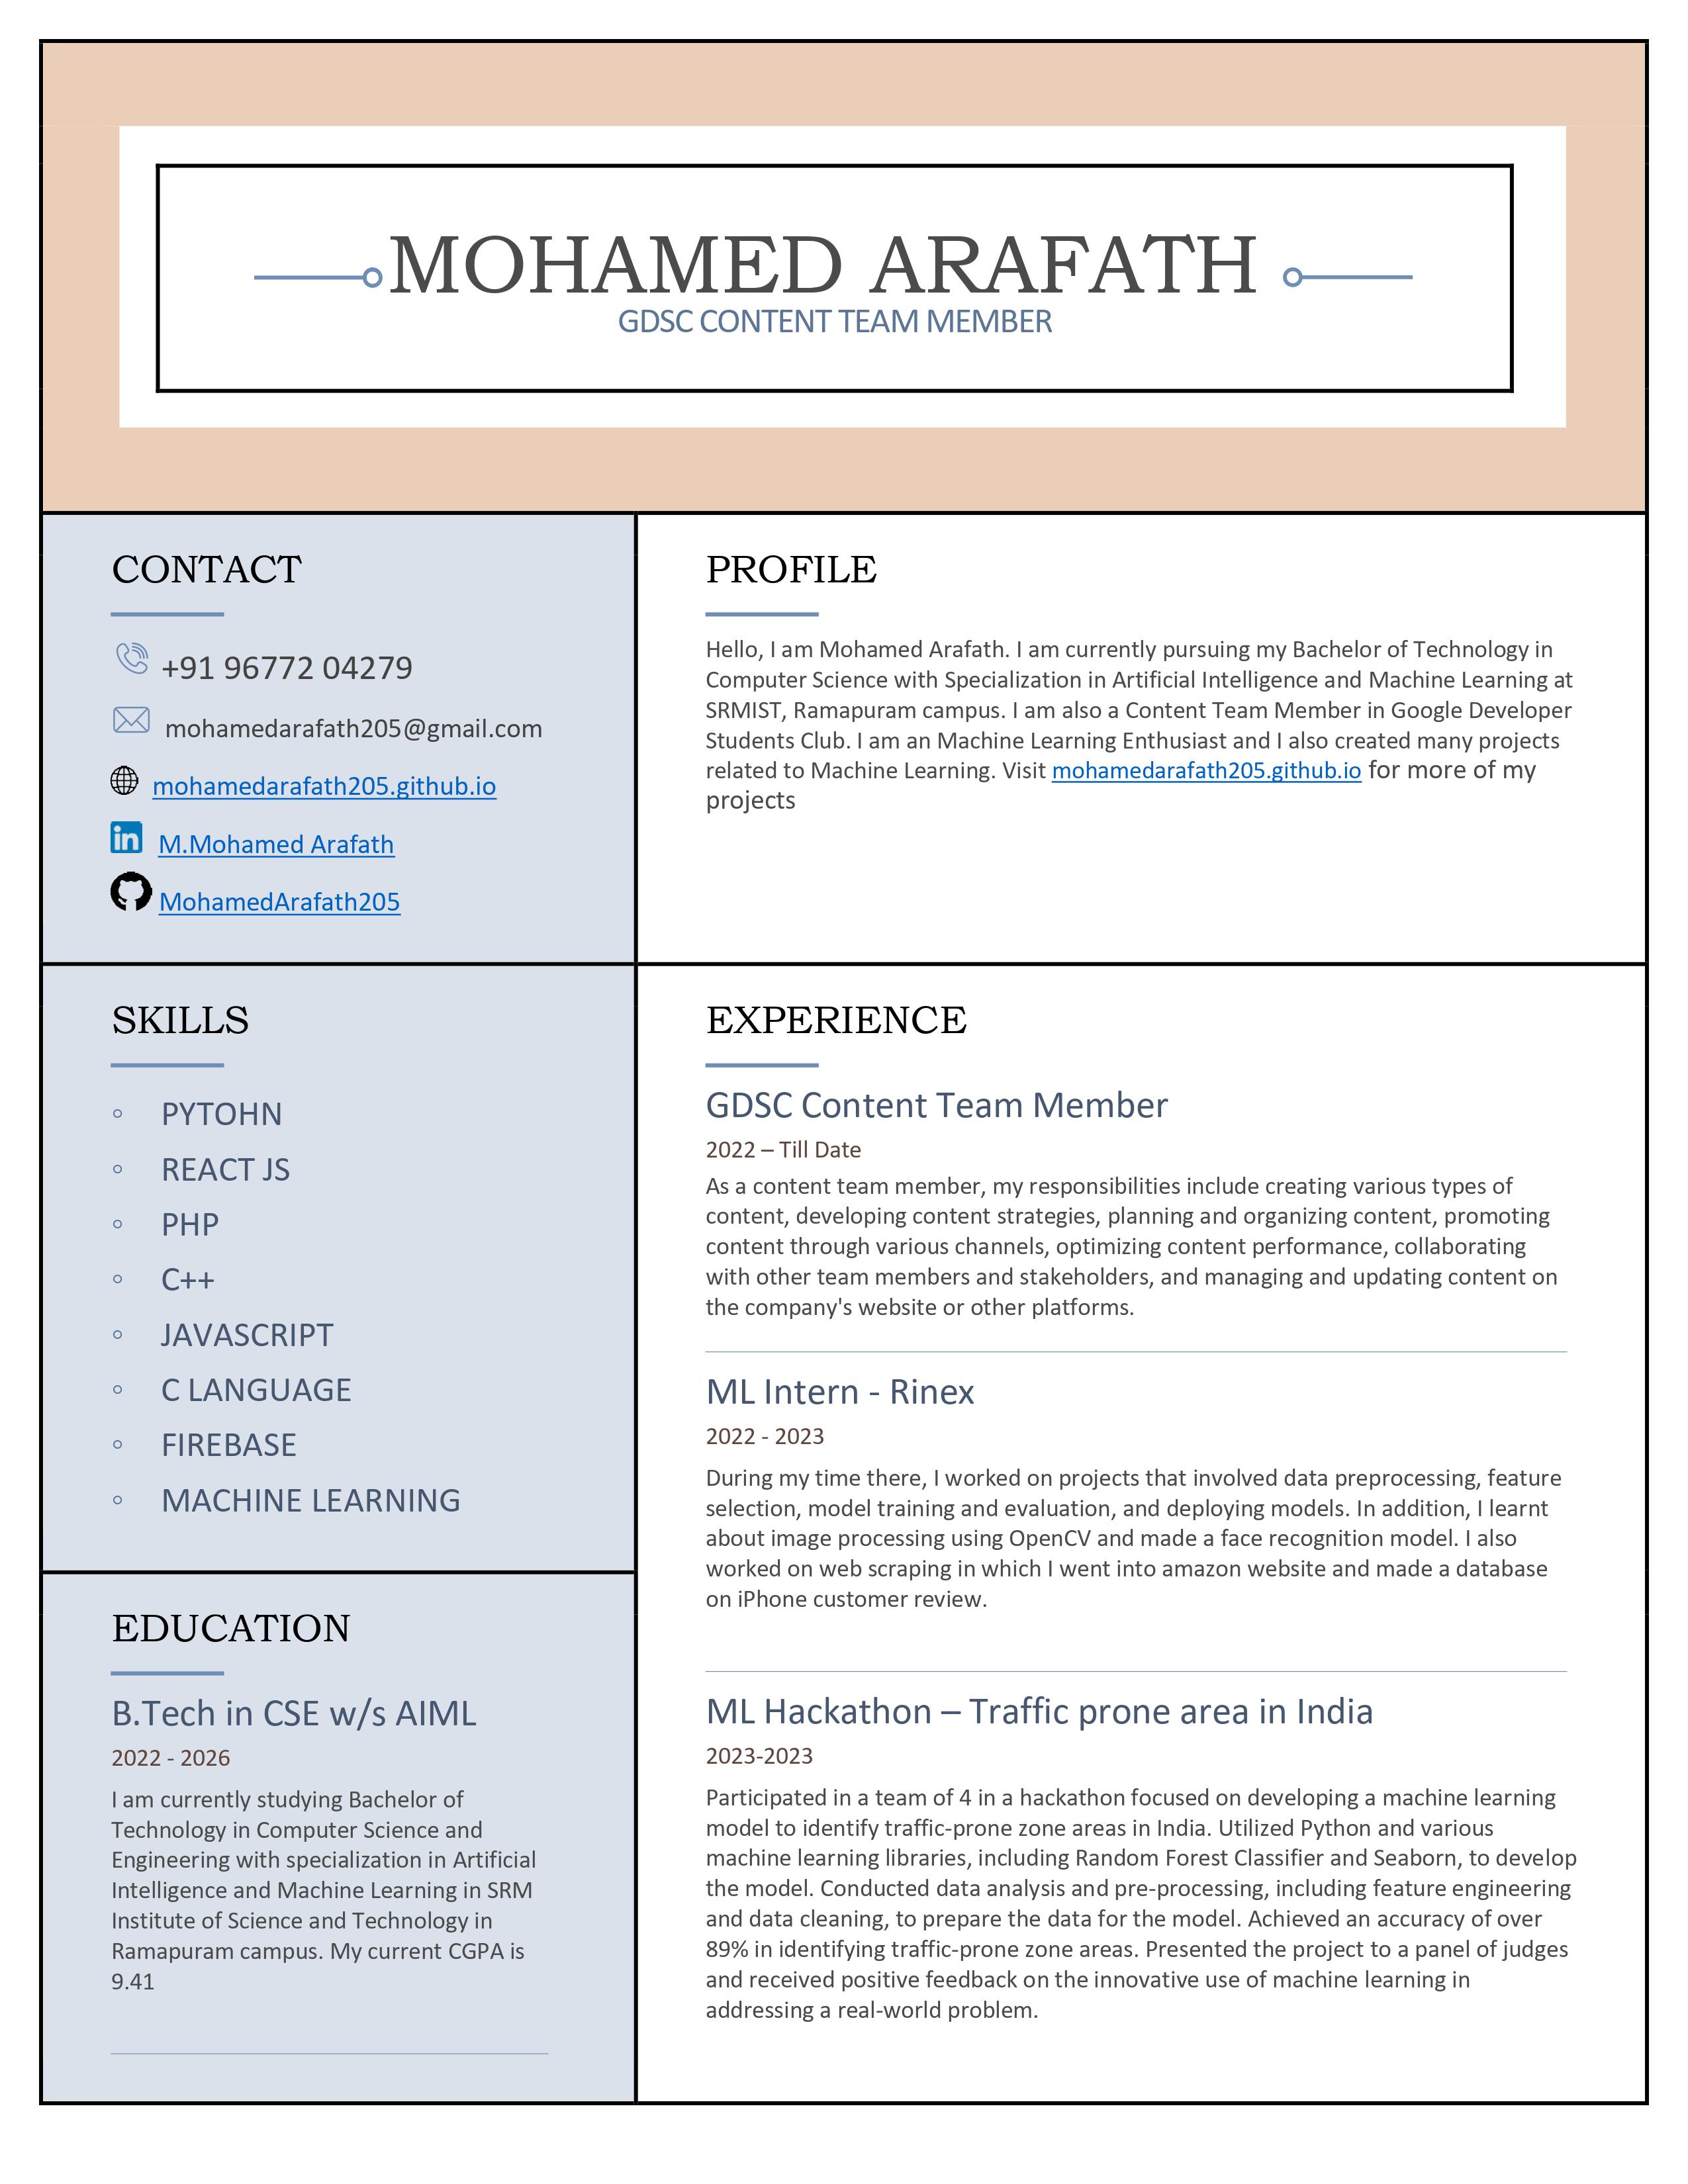 MOHAMED ARAFATH
GDSC CONTENT TEAM MEMBER
CONTACT
+91 96772 04279
mohamedarafath205@gmail.com
mohamedarafath205.github.io
in M.Mohamed Arafath
MohamedArafath205
PROFILE
Hello, I am Mohamed Arafath. I am currently pursuing my Bachelor of Technology in
Computer Science with Specialization in Artificial Intelligence and Machine Learning at
SRMIST, Ramapuram campus. I am also a Content Team Member in Google Developer
Students Club. I am an Machine Learning Enthusiast and I also created many projects
related to Machine Learning. Visit mohamedarafath205.github.io for more of my
projects
SKILLS
◦ PYTOHN
◦ REACT JS
◦ PHP
◦ C++
◦ JAVASCRIPT
◦ C LANGUAGE
◦ FIREBASE
◦ MACHINE LEARNING
EDUCATION
B.Tech in CSE w/s AIML
2022 - 2026
I am currently studying Bachelor of
Technology in Computer Science and
Engineering with specialization in Artificial
Intelligence and Machine Learning in SRM
Institute of Science and Technology in
Ramapuram campus. My current CGPA is
9.41
EXPERIENCE
GDSC Content Team Member
2022 – Till Date
As a content team member, my responsibilities include creating various types of
content, developing content strategies, planning and organizing content, promoting
content through various channels, optimizing content performance, collaborating
with other team members and stakeholders, and managing and updating content on
the company's website or other platforms.
ML Intern - Rinex
2022 - 2023
During my time there, I worked on projects that involved data preprocessing, feature
selection, model training and evaluation, and deploying models. In addition, I learnt
about image processing using OpenCV and made a face recognition model. I also
worked on web scraping in which I went into amazon website and made a database
on iPhone customer review.
ML Hackathon – Traffic prone area in India
2023-2023
Participated in a team of 4 in a hackathon focused on developing a machine learning
model to identify traffic-prone zone areas in India. Utilized Python and various
machine learning libraries, including Random Forest Classifier and Seaborn, to develop
the model. Conducted data analysis and pre-processing, including feature engineering
and data cleaning, to prepare the data for the model. Achieved an accuracy of over
89% in identifying traffic-prone zone areas. Presented the project to a panel of judges
and received positive feedback on the innovative use of machine learning in
addressing a real-world problem.